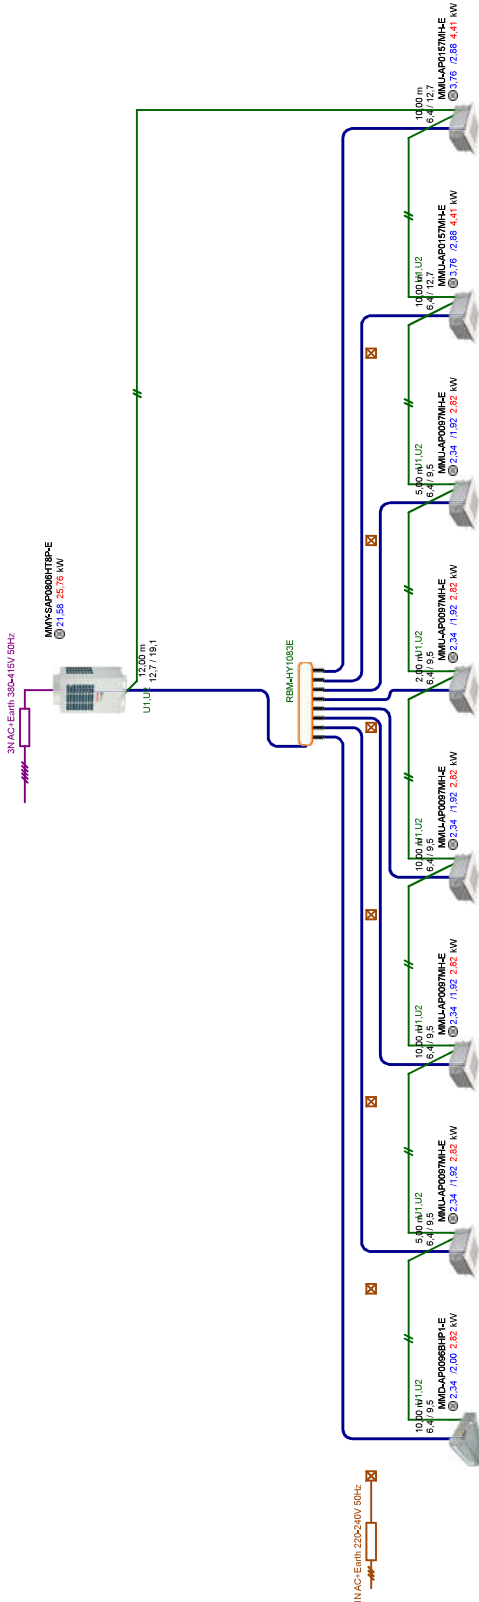 3N AC+Earth 380-415V 50Hz
MMY-SAP0806HT8P-E
21,58 25,76 kW
12,00 m
12,7 / 19,1
U1,U2
RBM-HY1083E
1N AC+Earth 220-240V 50Hz
10,00 m
U1,U2
6,4 / 9,5
MMD-AP0096BHP1-E
2,34 /2,00 2,82 kW
5,00 m
U1,U2
6,4 / 9,5
MMU-AP0097MH-E
2,34 /1,92 2,82 kW
10,00 m
U1,U2
6,4 / 9,5
MMU-AP0097MH-E
2,34 /1,92 2,82 kW
10,00 m
U1,U2
6,4 / 9,5
MMU-AP0097MH-E
2,34 /1,92 2,82 kW
2,00 m
U1,U2
6,4 / 9,5
MMU-AP0097MH-E
2,34 /1,92 2,82 kW
5,00 m
U1,U2
6,4 / 9,5
MMU-AP0097MH-E
2,34 /1,92 2,82 kW
10,00 m
U1,U2
6,4 / 12,7
MMU-AP0157MH-E
3,76 /2,88 4,41 kW
10,00 m
6,4 / 12,7
MMU-AP0157MH-E
3,76 /2,88 4,41 kW